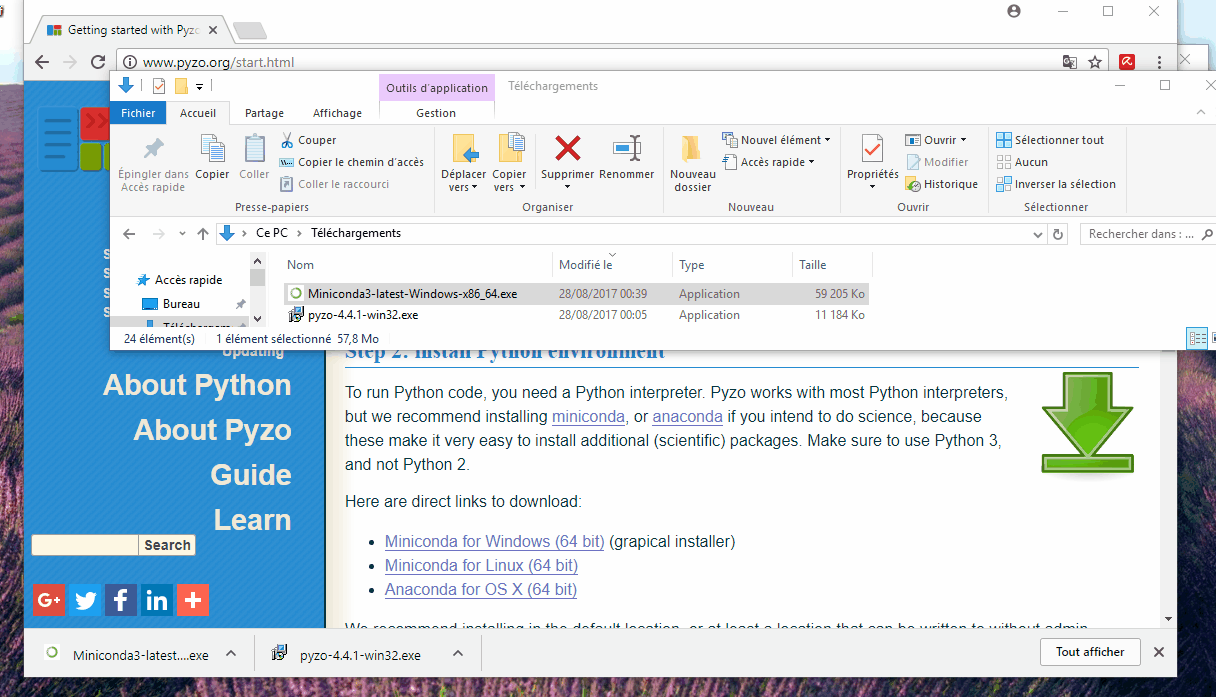 Getting started with Pyzo
www.pyzo.org/start.html
Outils d'application
Téléchargements
Fichier
Accueil
Partage
Affichage
Gestion
Épingler dans
Accès rapide
Copier
Coller
Couper
Copier le chemin d'accès
Coller le raccourci
Presse-papiers
Déplacer
vers
Copier
vers
Supprimer
Renommer
Organiser
Nouveau
dossier
Nouvel élément
Accès rapide
Nouveau
Propriétés
Ouvrir
Modifier
Historique
Ouvrir
Sélectionner tout
Aucun
Inverser la sélection
Sélectionner
Ce PC
Téléchargements
Rechercher dans : ...
Accès rapide
Bureau
Nom
Modifié le
Type
Taille
Miniconda3-latest-Windows-x86_64.exe
28/08/2017 00:39
Application
59 205 Ko
pyzo-4.4.1-win32.exe
28/08/2017 00:05
Application
11 184 Ko
24 élément(s)
1 élément sélectionné 57,8 Mo
Updating
About Python
About Pyzo
Guide
Learn
Search
G+
f
in
Step 2: Install Python environment
To run Python code, you need a Python interpreter. Pyzo works with most Python interpreters,
but we recommend installing miniconda, or anaconda if you intend to do science, because
these make it very easy to install additional (scientific) packages. Make sure to use Python 3,
and not Python 2.
Here are direct links to download:
Miniconda for Windows (64 bit) (grapical installer)
Miniconda for Linux (64 bit)
Anaconda for OS X (64 bit)
We recommend installing in the default location, or at least a location that can be written to without admin
Miniconda3-latest....exe
pyzo-4.4.1-win32.exe
Tout afficher